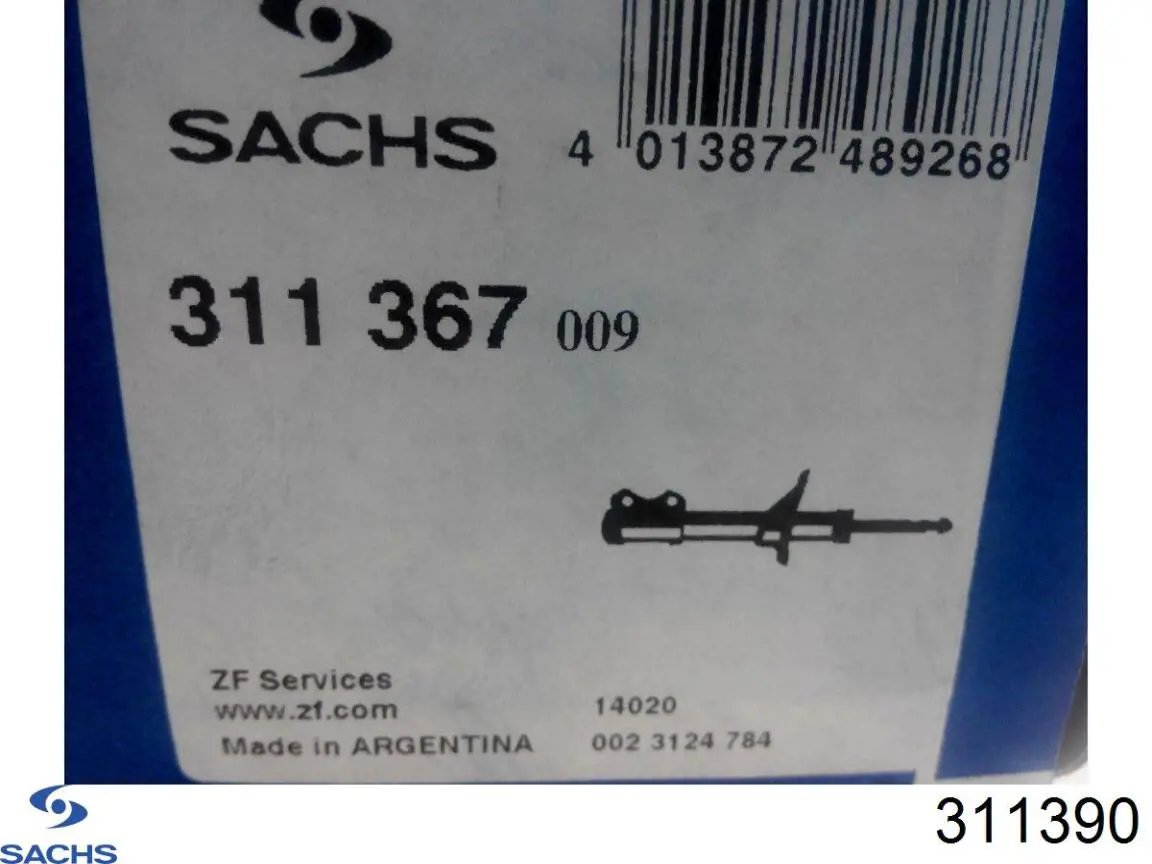 SACHS
4 013872 489268
311 367 009
ZF Services
www.zf.com
Made in ARGENTINA
14020
002 3124 784
SACHS
311390